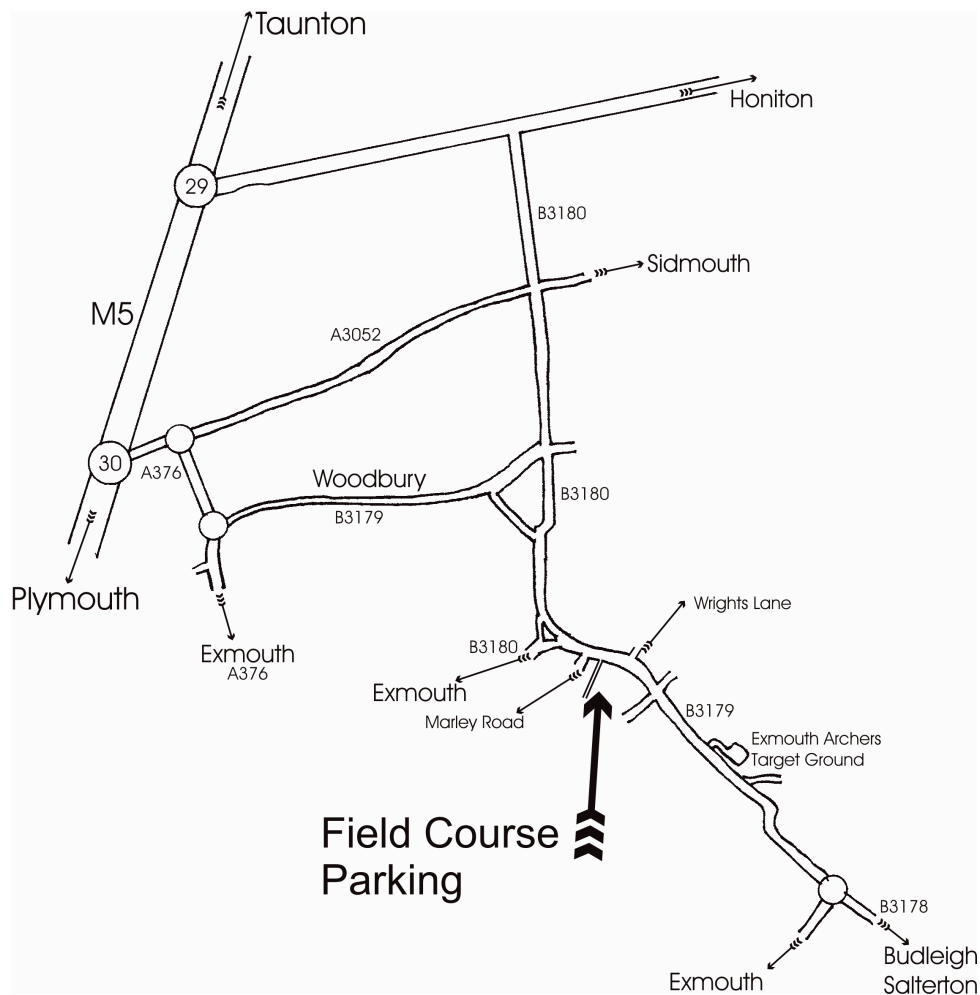 Taunton
Honiton
29
B3180
Sidmouth
M5
A3052
30
A376
Woodbury
B3179
B3180
Plymouth
Exmouth
A376
Wrights Lane
B3180
Exmouth
Marley Road
B3179
Exmouth Archers
Target Ground
Field Course
Parking
B3178
Budleigh
Salterton
Exmouth